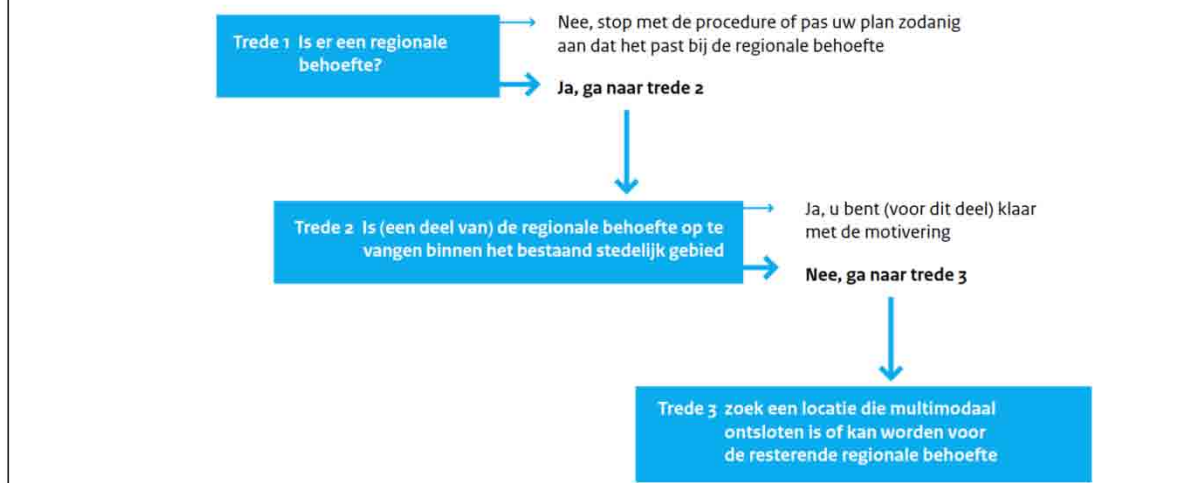 Trede 1 Is er een regionale
behoefte?
Nee, stop met de procedure of pas uw plan zodanig
aan dat het past bij de regionale behoefte
Ja, ga naar trede 2
Trede 2 Is (een deel van) de regionale behoefte op te
vangen binnen het bestaand stedelijk gebied
Ja, u bent (voor dit deel) klaar
met de motivering
Nee, ga naar trede 3
Trede 3 zoek een locatie die multimodaal
ontsloten is of kan worden voor
de resterende regionale behoefte